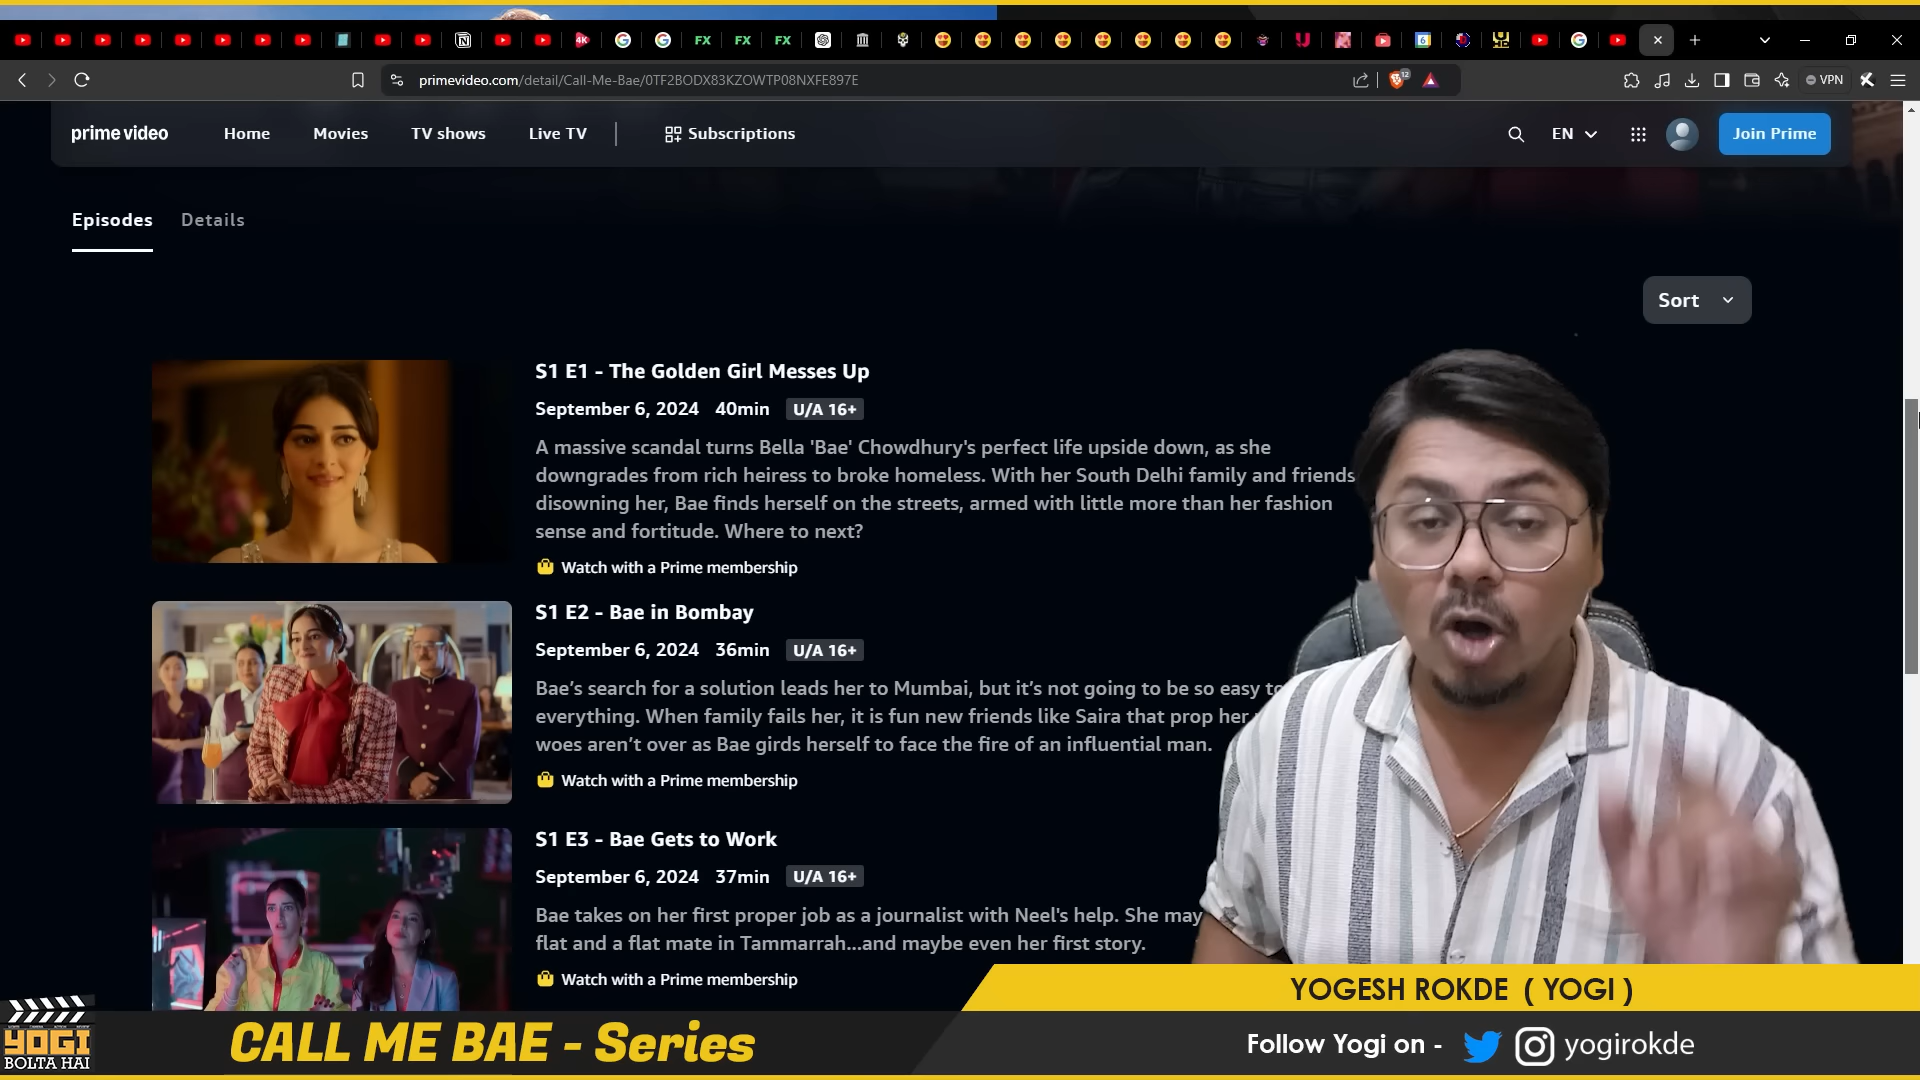 primevideo.com/detail/Call-Me-Bae/0TF2BODX83KZOWTP08NXFE897E
12
VPN
prime video
Home
Movies
TV shows
Live TV
Subscriptions
EN
Join Prime
Episodes
Details
Sort
S1 E1 - The Golden Girl Messes Up
September 6, 2024 40min U/A 16+
A massive scandal turns Bella 'Bae' Chowdhury's perfect life upside down, as she
downgrades from rich heiress to broke homeless. With her South Delhi family and friends
disowning her, Bae finds herself on the streets, armed with little more than her fashion
sense and fortitude. Where to next?
Watch with a Prime membership
S1 E2 - Bae in Bombay
September 6, 2024 36min U/A 16+
Bae’s search for a solution leads her to Mumbai, but it’s not going to be so easy to
everything. When family fails her, it is fun new friends like Saira that prop her
woes aren’t over as Bae girds herself to face the fire of an influential man.
Watch with a Prime membership
S1 E3 - Bae Gets to Work
September 6, 2024 37min U/A 16+
Bae takes on her first proper job as a journalist with Neel's help. She may
flat and a flat mate in Tammarrah...and maybe even her first story.
Watch with a Prime membership
YOGESH ROKDE ( YOGI )
YOGI
BOLTA HAI
CALL ME BAE - Series
Follow Yogi on -
yogirokde